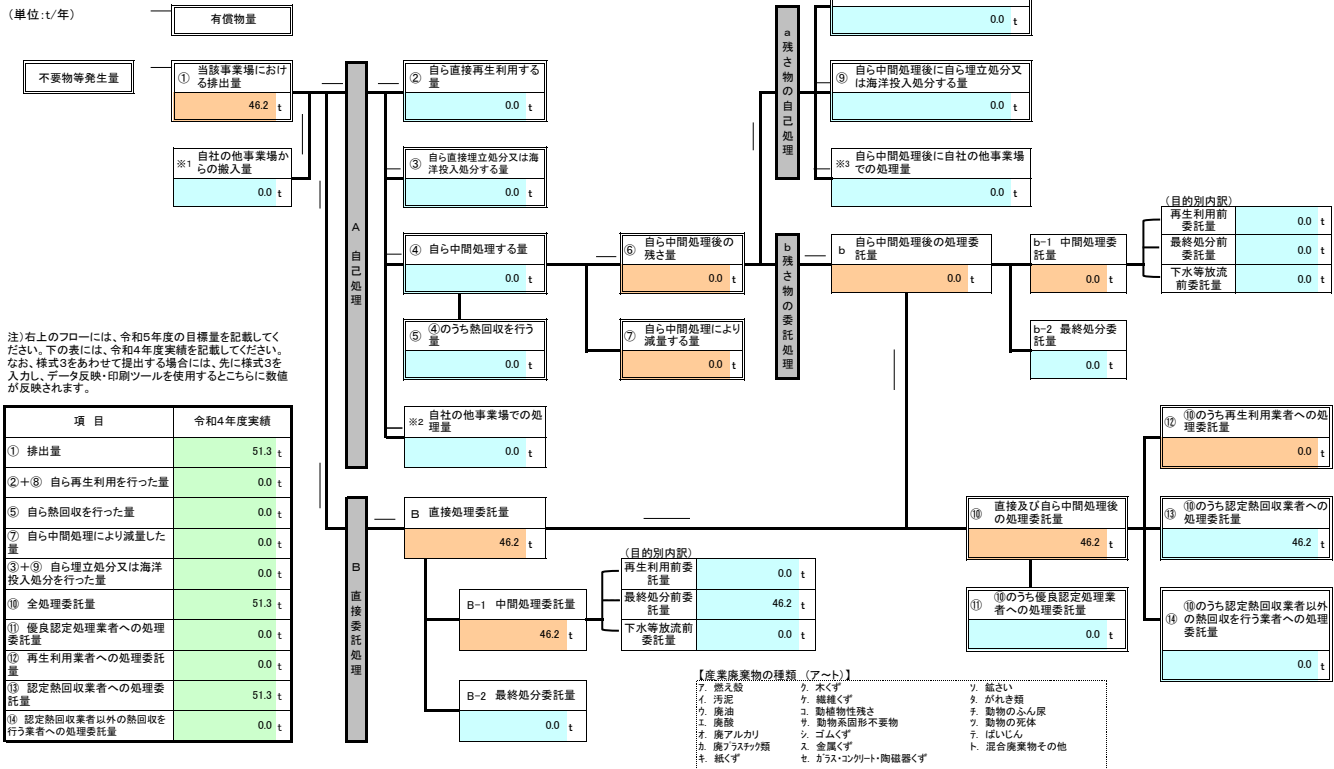 (単位:t/年)
有償物量
不要物等発生量
① 当該事業場におけ
る排出量
46.2 t
※1 自社の他事業場か
らの搬入量
0.0 t
A 自己処理
② 自ら直接再生利用する
量
0.0 t
③ 自ら直接埋立処分又は海
洋投入処分する量
0.0 t
④ 自ら中間処理する量
0.0 t
⑤ ④のうち熱回収を行う
量
0.0 t
※2 自社の他事業場での処
理量
0.0 t
⑥ 自ら中間処理後の
残さ量
0.0 t
⑦ 自ら中間処理により
減量する量
0.0 t
a 残さ物の自己処理
0.0 t
⑨ 自ら中間処理後に自ら埋立処分又
は海洋投入処分する量
0.0 t
※3 自ら中間処理後に自社の他事業場
での処理量
0.0 t
b 残さ物の委託処理
b 自ら中間処理後の処理委
託量
0.0 t
b-1 中間処理委
託量
0.0 t
(目的別内訳)
再生利用前
委託量
0.0 t
最終処分前
委託量
0.0 t
下水等放流
前委託量
0.0 t
b-2 最終処分委
託量
0.0 t
注)右上のフローには、令和5年度の目標量を記載してく
ださい。下の表には、令和4年度実績を記載してください。
なお、様式3をあわせて提出する場合には、先に様式3を
入力し、データ反映・印刷ツールを使用するとこちらに数値
が反映されます。
項 目 令和4年度実績
① 排出量 51.3 t
②+⑧ 自ら再生利用を行った量 0.0 t
⑤ 自ら熱回収を行った量 0.0 t
⑦ 自ら中間処理により減量した
量 0.0 t
③+⑨ 自ら埋立処分又は海洋
投入処分を行った量 0.0 t
⑩ 全処理委託量 51.3 t
⑪ 優良認定処理業者への処理
委託量 0.0 t
⑫ 再生利用業者への処理委託
量 0.0 t
⑬ 認定熱回収業者への処理委
託量 51.3 t
⑭ 認定熱回収業者以外の熱回収を
行う業者への処理委託量 0.0 t
B 直接委託処理
B 直接処理委託量
46.2 t
B-1 中間処理委託量
46.2 t
(目的別内訳)
再生利用前委
託量
0.0 t
最終処分前委
託量
46.2 t
下水等放流前
委託量
0.0 t
B-2 最終処分委託量
0.0 t
⑩ 直接及び自ら中間処理後
の処理委託量
46.2 t
⑪ ⑩のうち優良認定処理業
者への処理委託量
0.0 t
⑫ ⑩のうち再生利用業者への処
理委託量
0.0 t
⑬ ⑩のうち認定熱回収業者への
処理委託量
46.2 t
⑭ ⑩のうち認定熱回収業者以外
の熱回収を行う業者への処理
委託量
0.0 t
【産業廃棄物の種類 (ア~ト)】
ア. 燃え殻 ク. 木くず ソ. 鉱さい
イ. 汚泥 ケ. 繊維くず タ. がれき類
ウ. 廃油 コ. 動植物性残さ チ. 動物のふん尿
エ. 廃酸 サ. 動物系固形不要物 ツ. 動物の死体
オ. 廃アルカリ シ. ゴムくず テ. ばいじん
カ. 廃プラスチック類 ス. 金属くず ト. 混合廃棄物その他
キ. 紙くず セ. ガラス・コンクリート・陶磁器くず